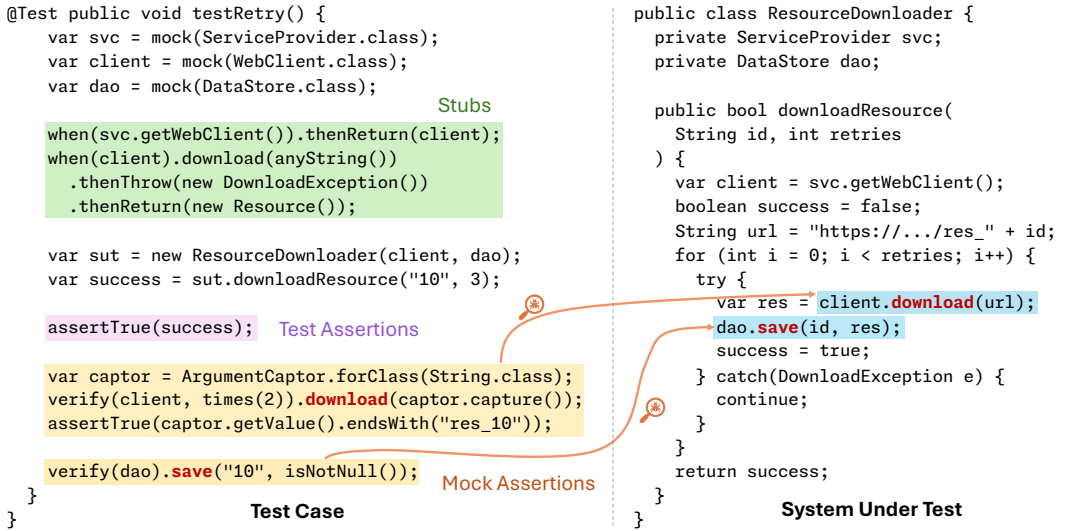 @Test public void testRetry() {
var svc = mock(ServiceProvider.class);
var client = mock(WebClient.class);
var dao = mock(DataStore.class);
Stubs
when(svc.getWebClient()).thenReturn(client);
when(client).download(anyString())
.thenThrow(new DownloadException())
.thenReturn(new Resource());
var sut = new ResourceDownloader(client, dao);
var success = sut.downloadResource("10", 3);
assertTrue(success);
Test Assertions
var captor = ArgumentCaptor.forClass(String.class);
verify(client, times(2)).download(captor.capture());
assertTrue(captor.getValue().endsWith("res_10"));
verify(dao).save("10", isNotNull());
Mock Assertions
}
}
Test Case
public class ResourceDownloader {
private ServiceProvider svc;
private DataStore dao;
public bool downloadResource(
String id, int retries
) {
var client = svc.getWebClient();
boolean success = false;
String url = "https://.../res_" + id;
for (int i = 0; i < retries; i++) {
try {
var res = client.download(url);
dao.save(id, res);
success = true;
} catch(DownloadException e) {
continue;
}
}
return success;
}
}
System Under Test